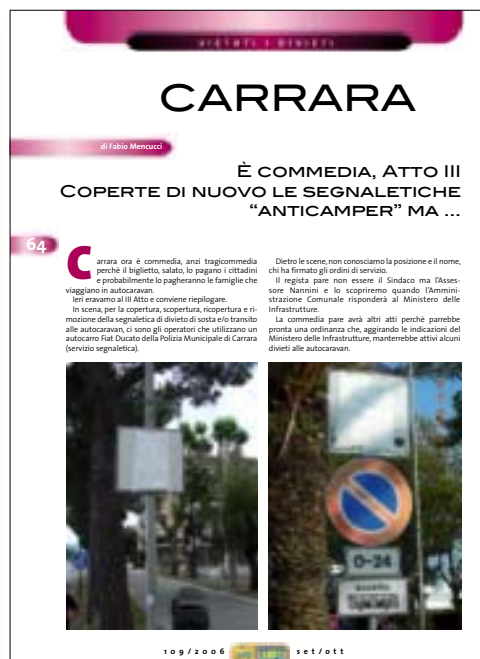 VIETATI I DIVIETI
CARRARA
di Fabio Mencucci
È COMMEDIA, ATTO III
COPERTE DI NUOVO LE SEGNALETICHE
“ANTICAMPER” MA ...
64
Carrara ora è commedia, anzi tragicommedia
perchè il biglietto, salato, lo pagano i cittadini
e probabilmente lo pagheranno le famiglie che
viaggiano in autocaravan.
Ieri eravamo al III Atto e conviene riepilogare.
In scena, per la copertura, scopertura, ricopertura e ri-
mozione della segnaletica di divieto di sosta e/o transito
alle autocaravan, ci sono gli operatori che utilizzano un
autocarro Fiat Ducato della Polizia Municipale di Carrara
(servizio segnaletica).
Dietro le scene, non conosciamo la posizione e il nome,
chi ha firmato gli ordini di servizio.
Il regista pare non essere il Sindaco ma l’Asses-
sore Nannini e lo scopriremo quando l’Ammini-
strazione Comunale risponderà al Ministero delle
Infrastrutture.
La commedia pare avrà altri atti perchè parrebbe
pronta una ordinanza che, aggirando le indicazioni del
Ministero delle Infrastrutture, manterrebbe attivi alcuni
divieti alle autocaravan.
0-24
109/2006
set/ott